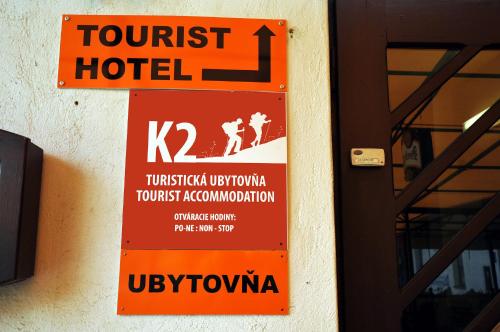 TOURIST
HOTEL
K2
TURISTICKÁ UBYTOVŇA
TOURIST ACCOMMODATION
OTVÁRACIE HODINY:
PO-NE : NON - STOP
UBYTOVŇA